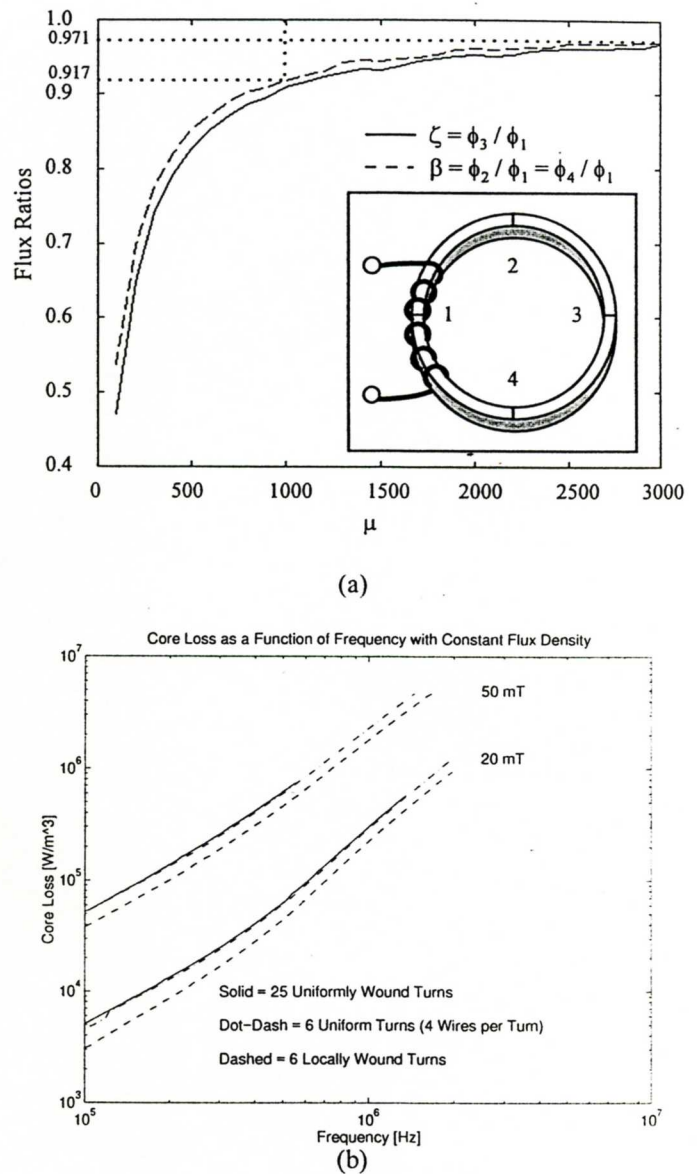 1.0
0.971
0.917
0.9
0.8
0.7
0.6
0.5
0.4
Flux Ratios
ζ = ϕ3 / ϕ1
β = ϕ2 / ϕ1 = ϕ4 / ϕ1
1
2
3
4
0 500 1000 1500 2000 2500 3000
μ
(a)
Core Loss as a Function of Frequency with Constant Flux Density
10^7
10^6
10^5
10^4
10^3
Core Loss [W/m^3]
50 mT
20 mT
Solid = 25 Uniformly Wound Turns
Dot-Dash = 6 Uniform Turns (4 Wires per Turn)
Dashed = 6 Locally Wound Turns
10^5 10^6 10^7
Frequency [Hz]
(b)